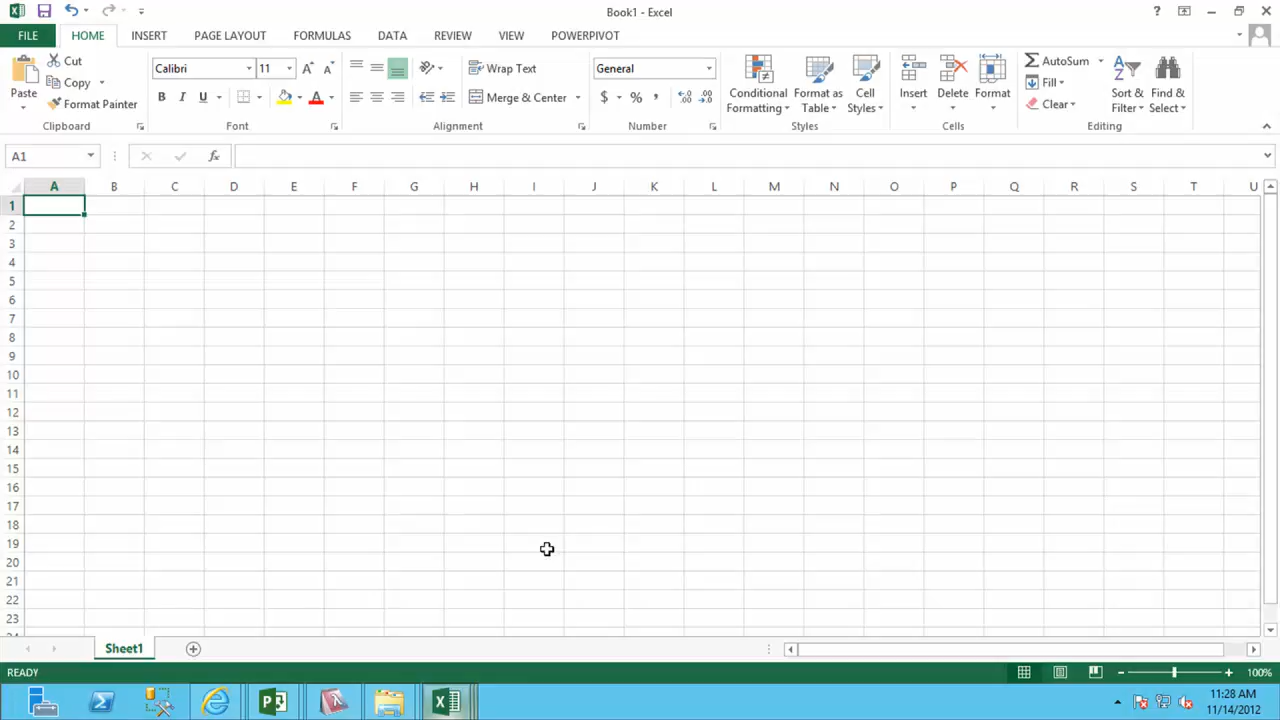 Book1 - Excel
?
FILE HOME INSERT PAGE LAYOUT FORMULAS DATA REVIEW VIEW POWERPIVOT
Paste
Cut
Copy
Format Painter
Clipboard
Calibri 11
B I U A
Font
Wrap Text
Merge & Center
Alignment
General
$ % ,
Number
Conditional Formatting
Format as Table
Cell Styles
Styles
Insert
Delete
Format
Cells
AutoSum
Fill
Clear
Sort & Filter
Find & Select
Editing
A1 fx
A B C D E F G H I J K L M N O P Q R S T U
1
2
3
4
5
6
7
8
9
10
11
12
13
14
15
16
17
18
19
20
21
22
23
24
Sheet1
READY 100%
11:28 AM
11/14/2012